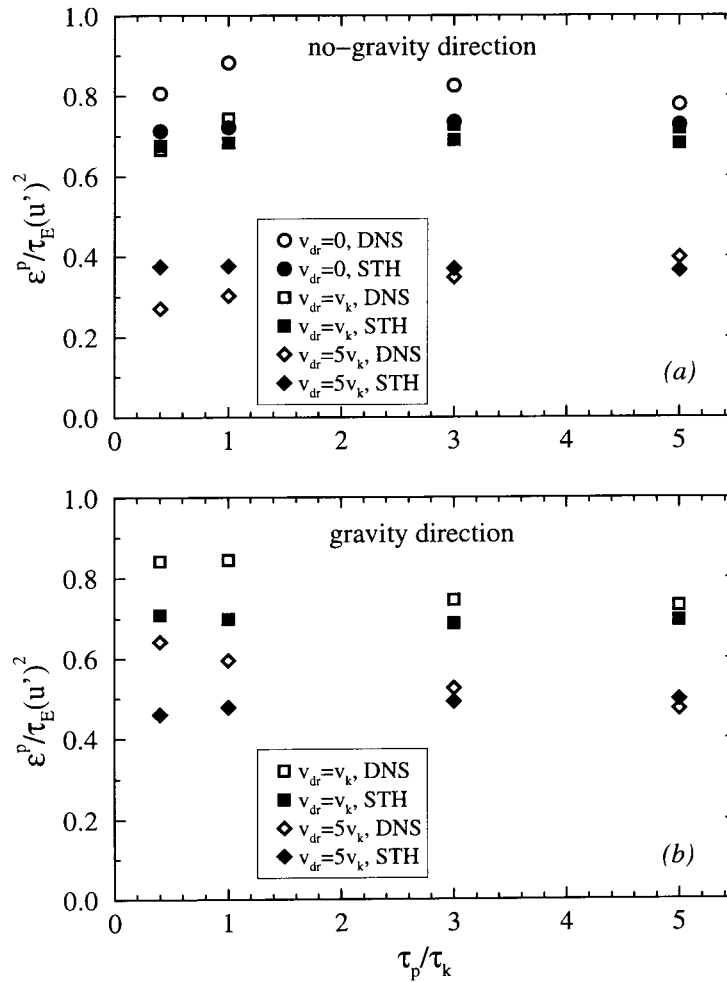 1.0
no−gravity direction
0.8
0.6
0.4
0.2
0.0
ε^p/τ_E(u')^2
v_dr=0, DNS
v_dr=0, STH
v_dr=v_k, DNS
v_dr=v_k, STH
v_dr=5v_k, DNS
v_dr=5v_k, STH
(a)
0 1 2 3 4 5
1.0
gravity direction
0.8
0.6
0.4
0.2
0.0
ε^p/τ_E(u')^2
v_dr=v_k, DNS
v_dr=v_k, STH
v_dr=5v_k, DNS
v_dr=5v_k, STH
(b)
0 1 2 3 4 5
τ_p/τ_k